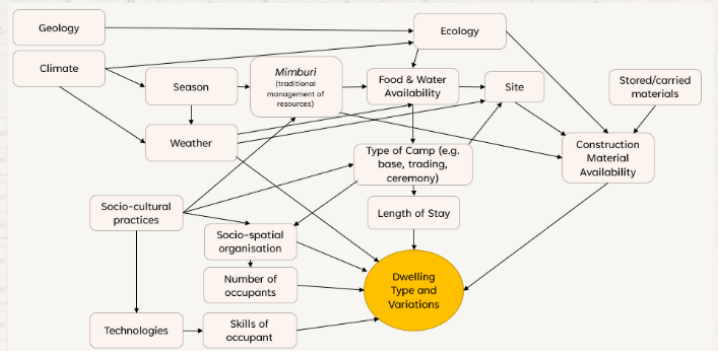 Geology
Ecology
Climate
Season
Mimburi
(traditional
management of
resources)
Food & Water
Availability
Site
Stored/carried
materials
Weather
Type of Camp (e.g.
base, trading,
ceremony)
Construction
Material
Availability
Socio-cultural
practices
Length of Stay
Socio-spatial
organisation
Number of
occupants
Dwelling
Type and
Variations
Technologies
Skills of
occupant